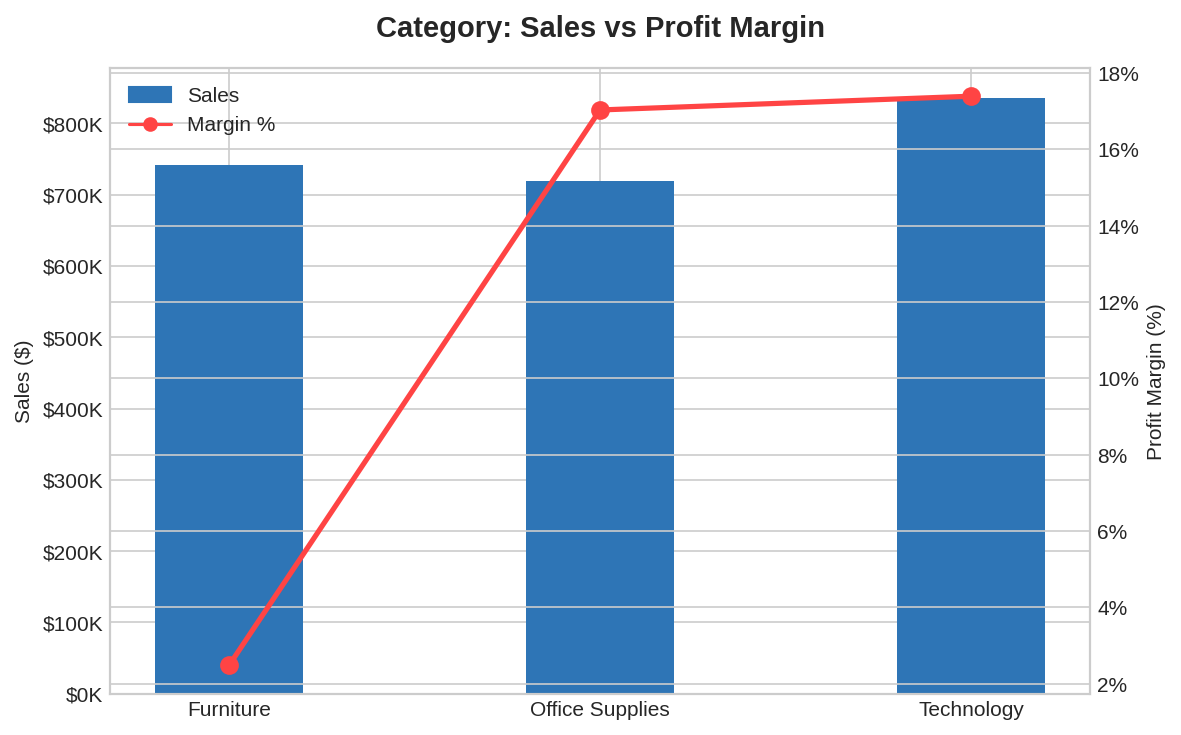 Category: Sales vs Profit Margin
Sales
Margin %
$800K
$700K
$600K
$500K
$400K
$300K
$200K
$100K
$0K
Sales ($)
18%
16%
14%
12%
10%
8%
6%
4%
2%
Profit Margin (%)
Furniture
Office Supplies
Technology